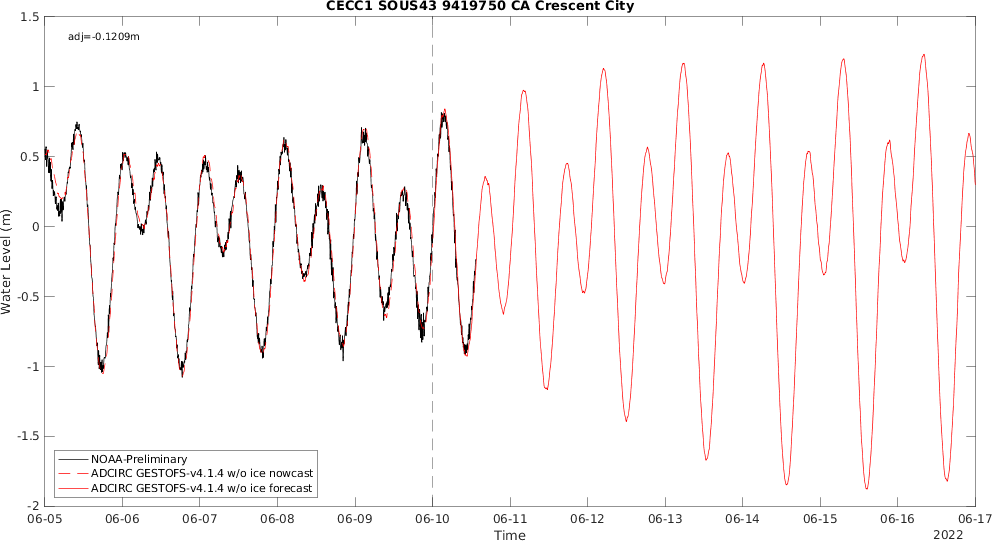 CECC1 SOUS43 9419750 CA Crescent City
adj=-0.1209m
1.5
1
0.5
0
-0.5
-1
-1.5
-2
Water Level (m)
NOAA-Preliminary
ADCIRC GESTOFS-v4.1.4 w/o ice nowcast
ADCIRC GESTOFS-v4.1.4 w/o ice forecast
06-05 06-06 06-07 06-08 06-09 06-10 06-11 06-12 06-13 06-14 06-15 06-16 06-17
Time
2022